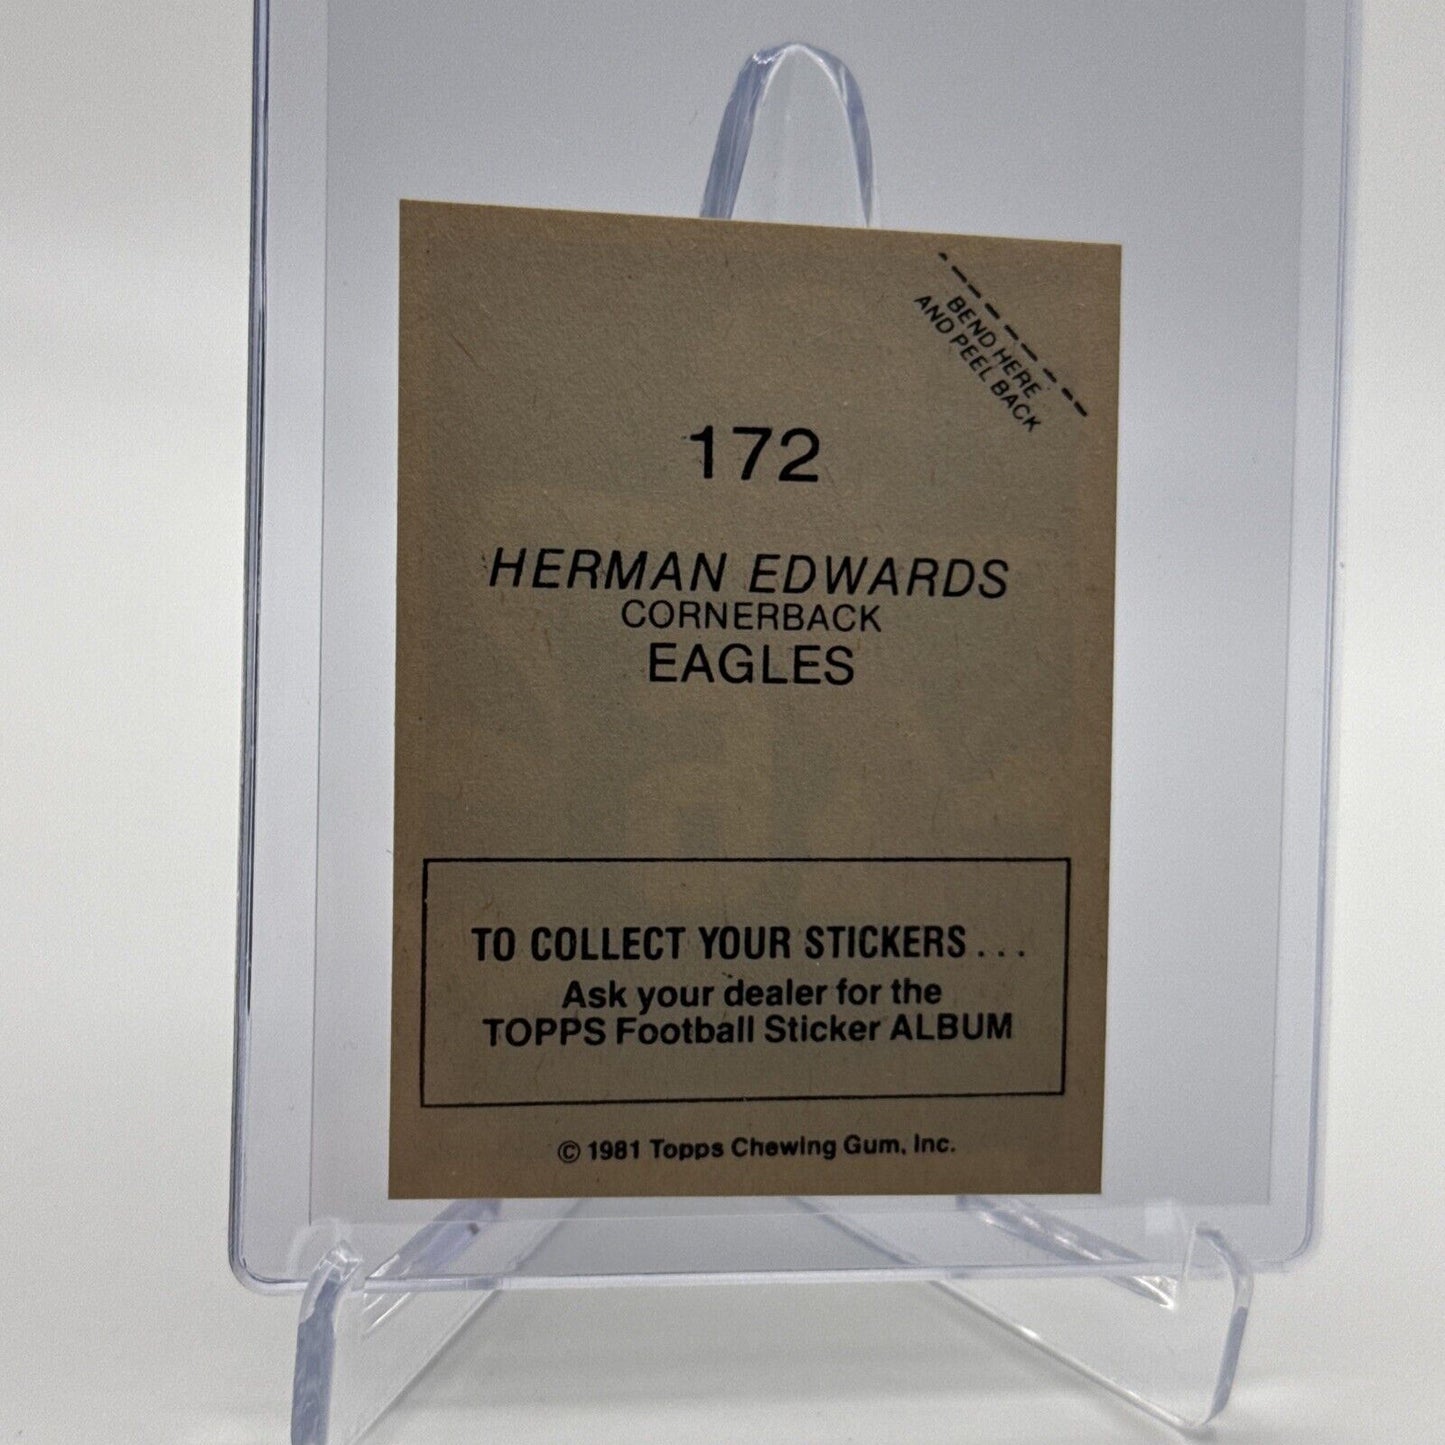 BEND HERE
AND PEEL BACK
172
HERMAN EDWARDS
CORNERBACK
EAGLES
TO COLLECT YOUR STICKERS...
Ask your dealer for the
TOPPS Football Sticker ALBUM
© 1981 Topps Chewing Gum, Inc.